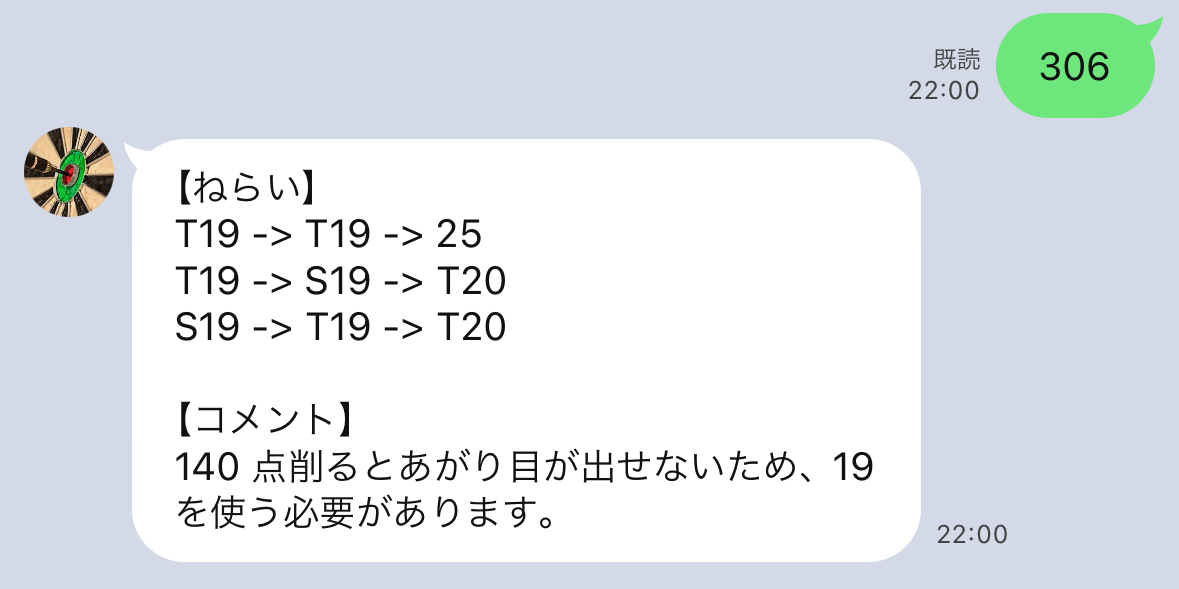 306
既読
22:00
【ねらい】
T19 -> T19 -> 25
T19 -> S19 -> T20
S19 -> T19 -> T20
【コメント】
140 点削るとあがり目が出せないため、19
を使う必要があります。
22:00